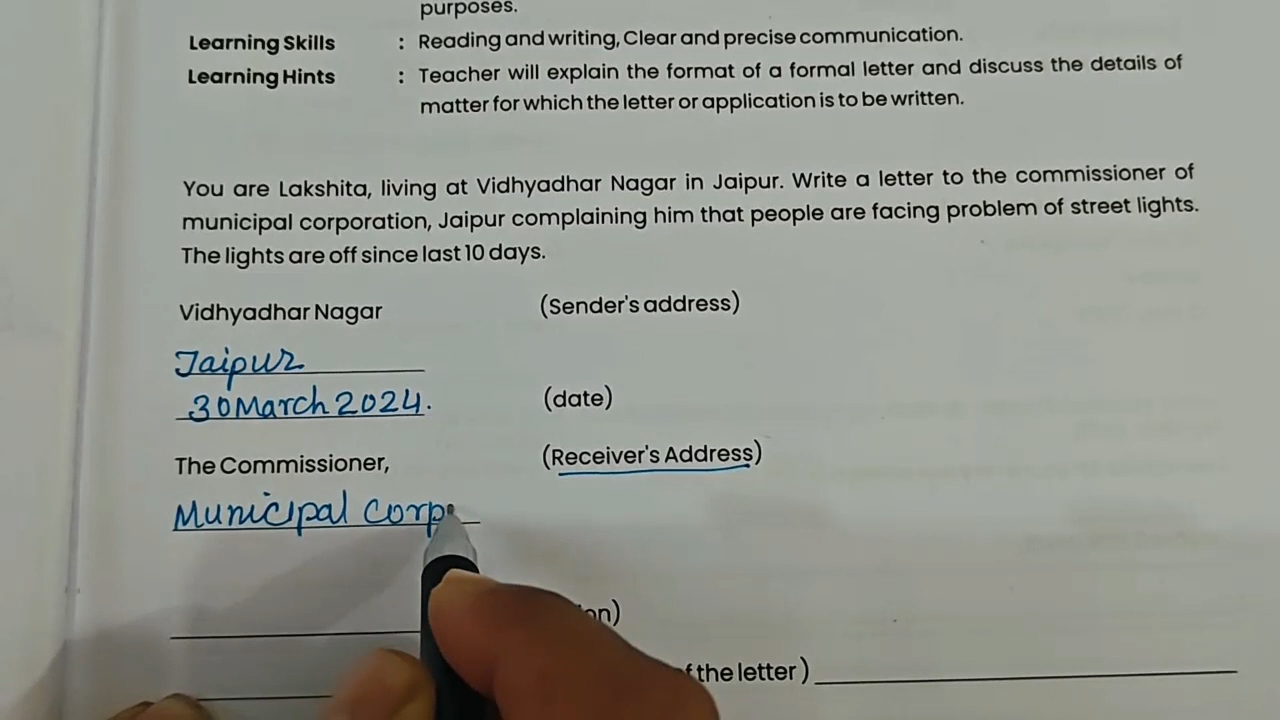 purposes.
Learning Skills : Reading and writing, Clear and precise communication.
Learning Hints : Teacher will explain the format of a formal letter and discuss the details of
matter for which the letter or application is to be written.
You are Lakshita, living at Vidhyadhar Nagar in Jaipur. Write a letter to the commissioner of
municipal corporation, Jaipur complaining him that people are facing problem of street lights.
The lights are off since last 10 days.
Vidhyadhar Nagar (Sender's address)
Jaipur
30 March 2024. (date)
The Commissioner, (Receiver's Address)
Municipal Corp
on)
of the letter)